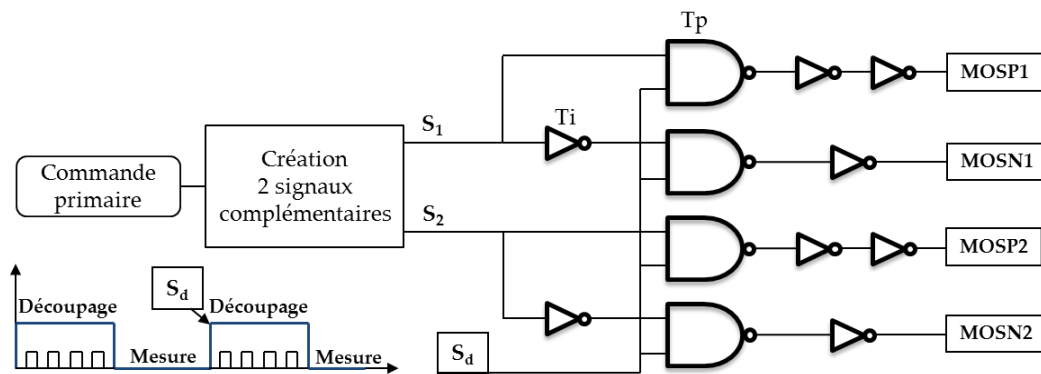 Tp
MOSP1
S1
Ti
Création
2 signaux
complémentaires
Commande
primaire
MOSN1
S2
MOSP2
Sd
Découpage
Découpage
Mesure
Mesure
Sd
MOSN2